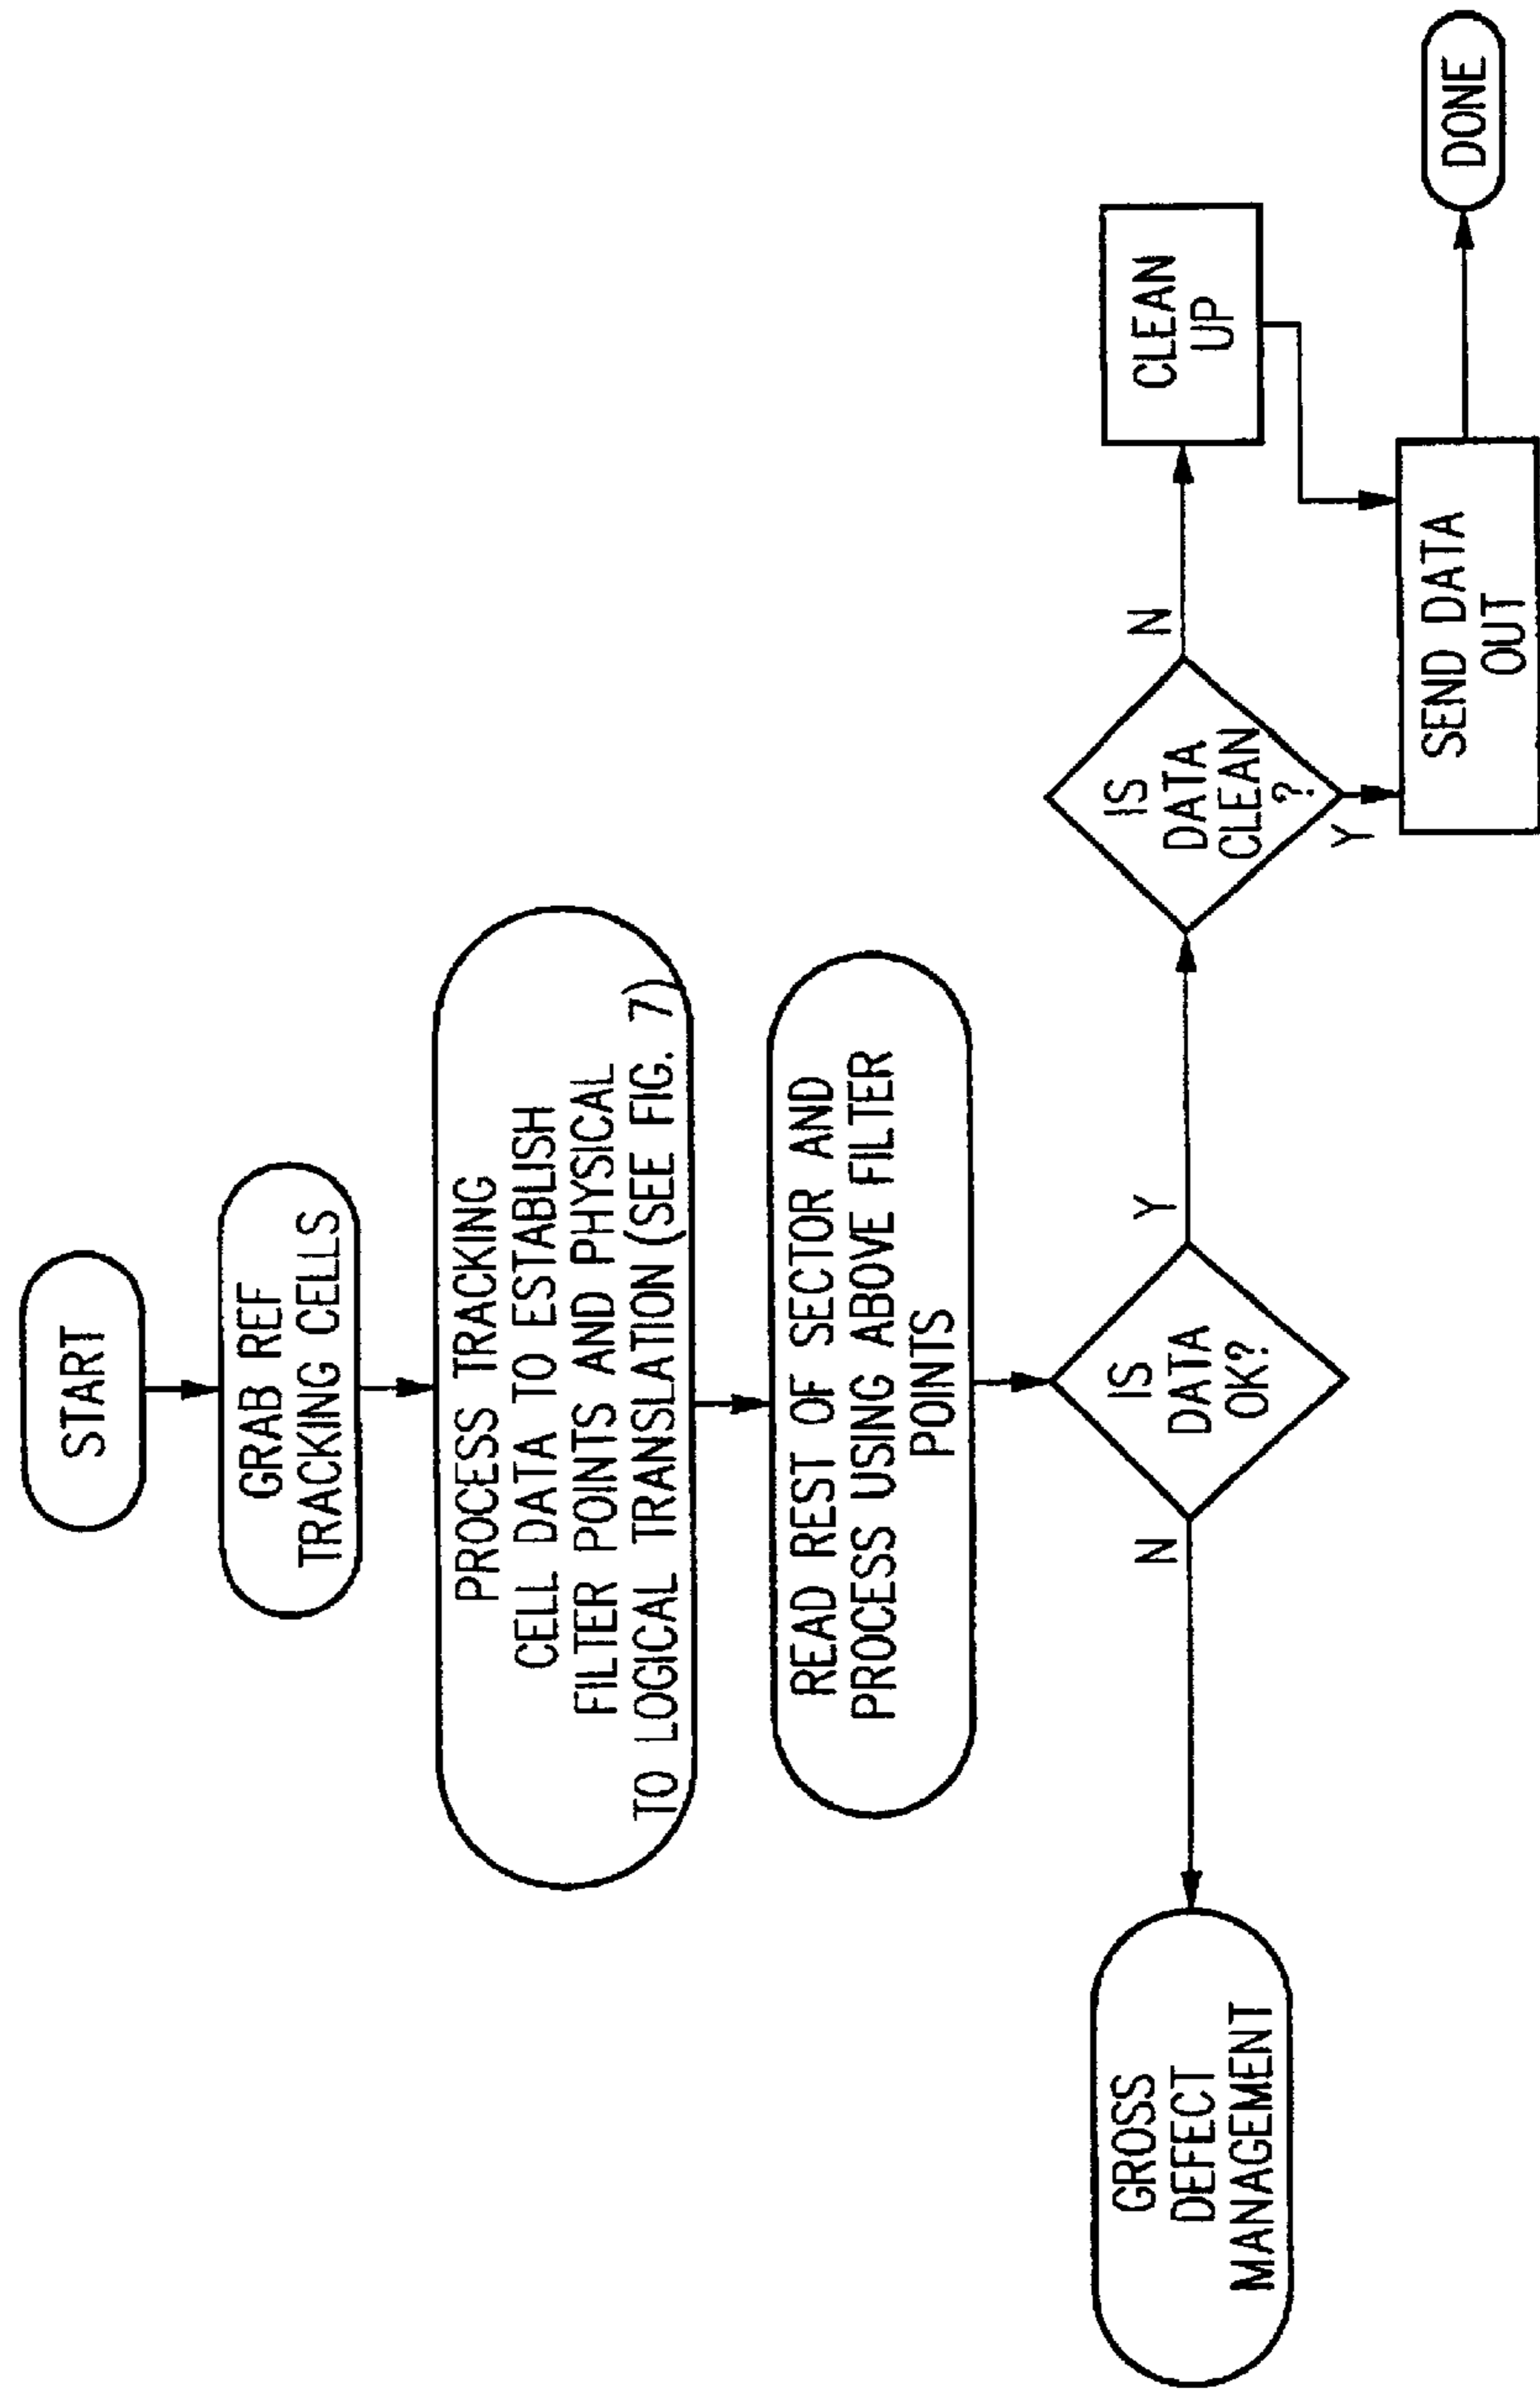 START
GRAB REF
TRACKING CELLS
PROCESS TRACKING
CELL DATA TO ESTABLISH
FILTER POINTS AND PHYSICAL
TO LOGICAL TRANSLATION (SEE FIG. 7)
READ REST OF SECTOR AND
PROCESS USING ABOVE FILTER
POINTS
IS
DATA
OK?
N
Y
GROSS
DEFECT
MANAGEMENT
IS
DATA
CLEAN
?
N
Y
CLEAN
UP
SEND DATA
OUT
DONE